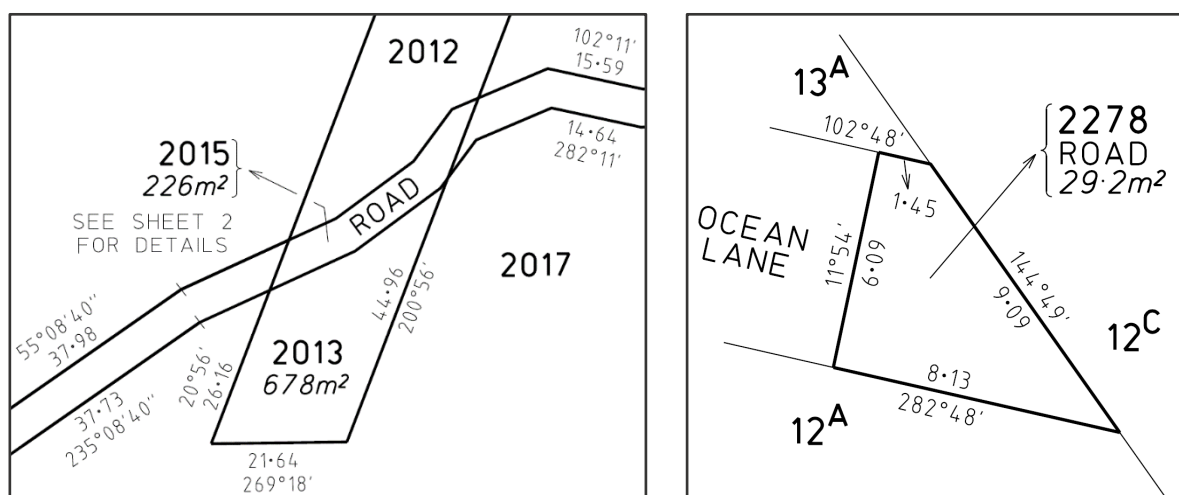 2012
102°11'
15·59
14·64
282°11'
2015
226m²
SEE SHEET 2
FOR DETAILS
ROAD
2017
55°08'40"
37·98
37·73
235°08'40"
20°56'
26·16
44·96
200°56'
2013
678m²
21·64
269°18'
13A
102°48'
2278
ROAD
29·2m²
1·45
OCEAN
LANE
11°54'
6·09
144°49'
9·09
12C
8·13
282°48'
12A